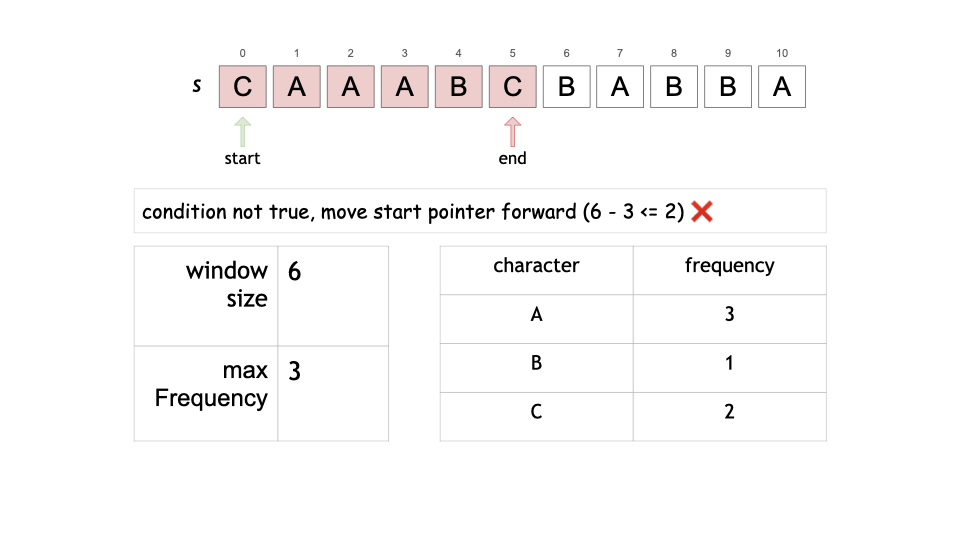 0 1 2 3 4 5 6 7 8 9 10
s C A A A B C B A B B A
start end
condition not true, move start pointer forward (6 - 3 <= 2) ❌
window size 6
max Frequency 3
character frequency
A 3
B 1
C 2